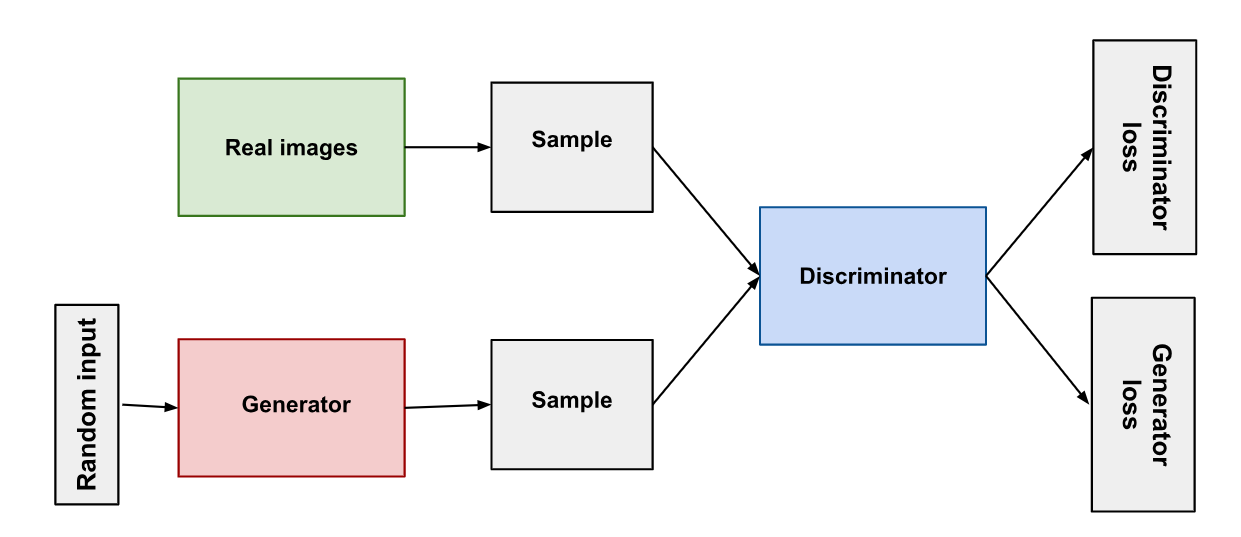 Real images
Sample
Discriminator
loss
Discriminator
Random input
Generator
Sample
Generator
loss